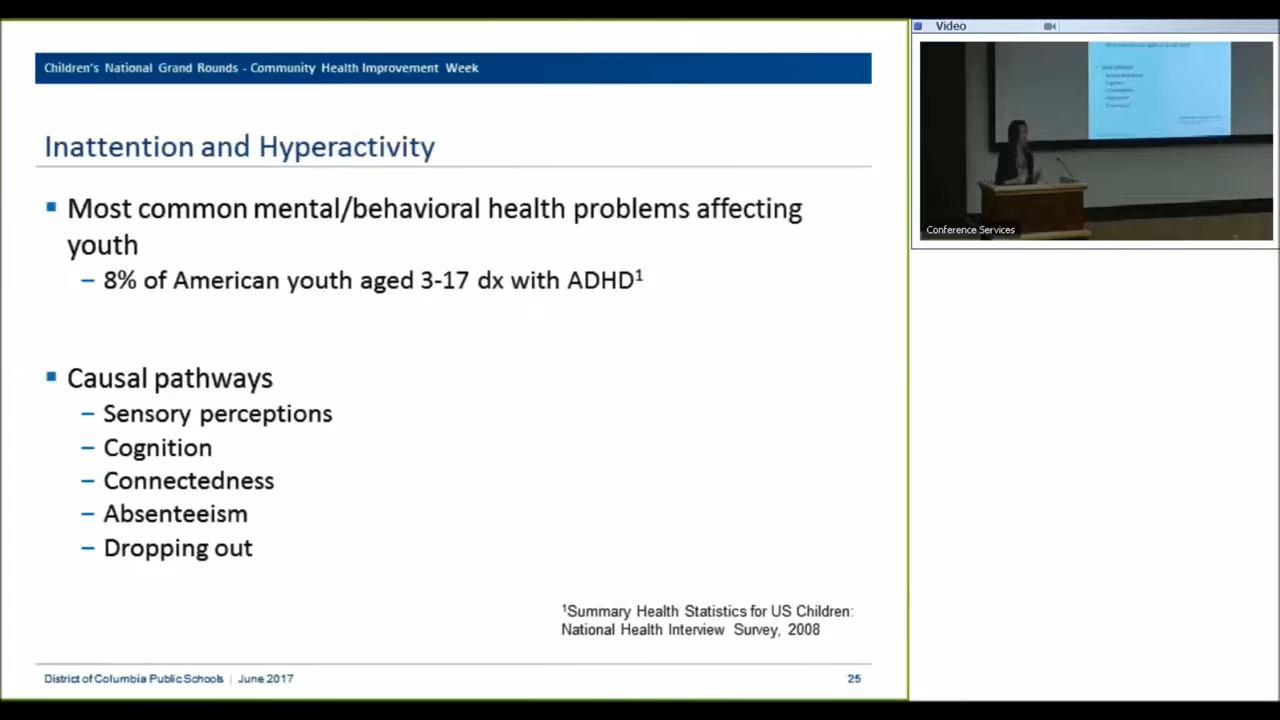 Children's National Grand Rounds - Community Health Improvement Week
Inattention and Hyperactivity
Most common mental/behavioral health problems affecting
youth
– 8% of American youth aged 3-17 dx with ADHD¹
Causal pathways
– Sensory perceptions
– Cognition
– Connectedness
– Absenteeism
– Dropping out
¹Summary Health Statistics for US Children:
National Health Interview Survey, 2008
District of Columbia Public Schools | June 2017
25
Video
Conference Services